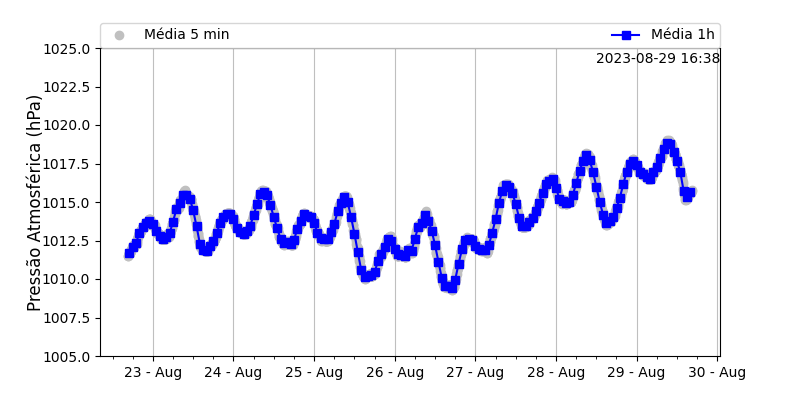 Média 5 min
Média 1h
2023-08-29 16:38
Pressão Atmosférica (hPa)
1025.0
1022.5
1020.0
1017.5
1015.0
1012.5
1010.0
1007.5
1005.0
23 - Aug
24 - Aug
25 - Aug
26 - Aug
27 - Aug
28 - Aug
29 - Aug
30 - Aug